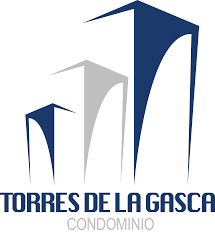 TORRES DE LA GASCA
CONDOMINIO